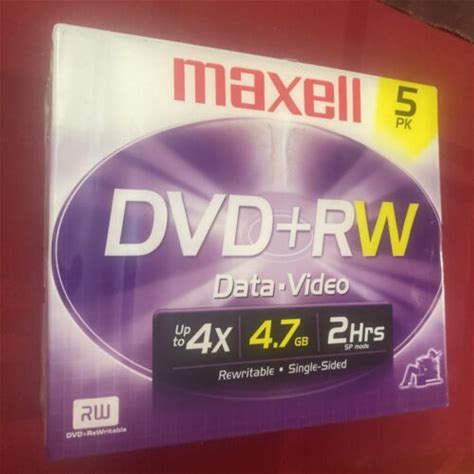 maxell
5
PK
DVD+RW
Data • Video
Up to 4X 4.7GB 2Hrs
SP mode
Rewritable • Single-Sided
RW
DVD+ReWritable